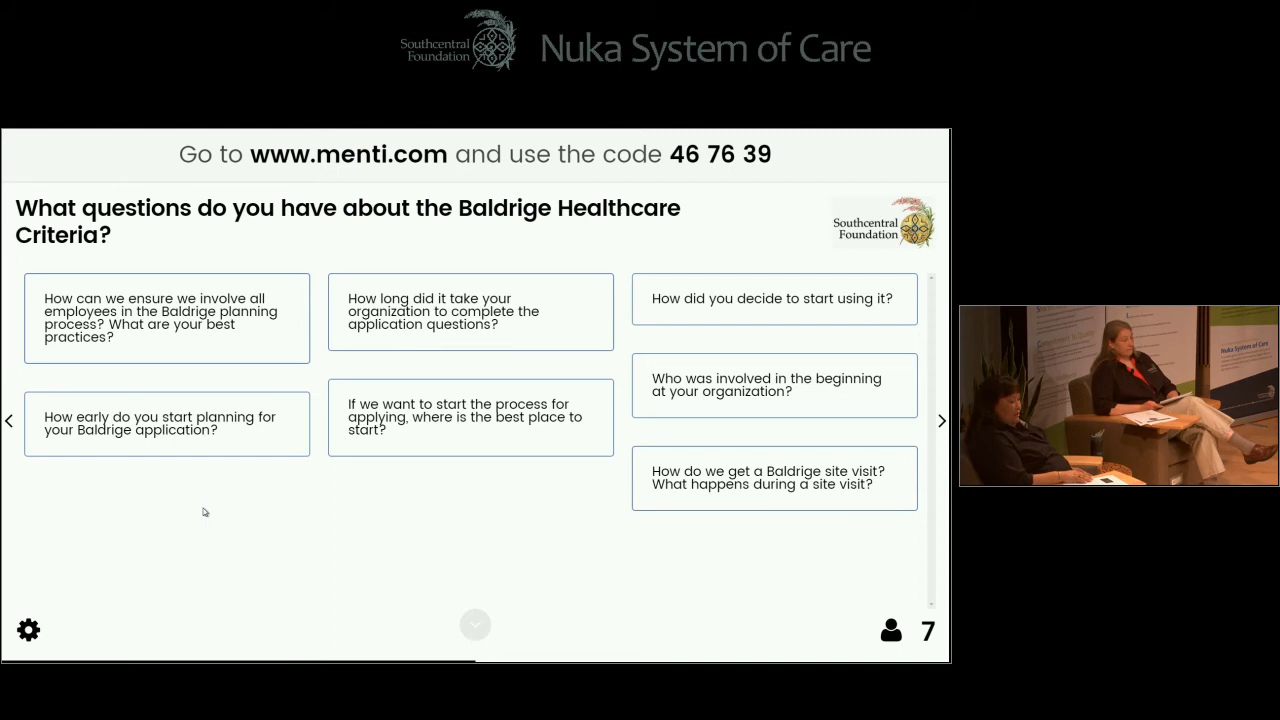 Southcentral
Foundation
Nuka System of Care
Go to www.menti.com and use the code 46 76 39
What questions do you have about the Baldrige Healthcare
Criteria?
Southcentral
Foundation
How can we ensure we involve all
employees in the Baldrige planning
process? What are your best
practices?
How early do you start planning for
your Baldrige application?
How long did it take your
organization to complete the
application questions?
If we want to start the process for
applying, where is the best place to
start?
How did you decide to start using it?
Who was involved in the beginning
at your organization?
How do we get a Baldrige site visit?
What happens during a site visit?
7
Nuka System of Care